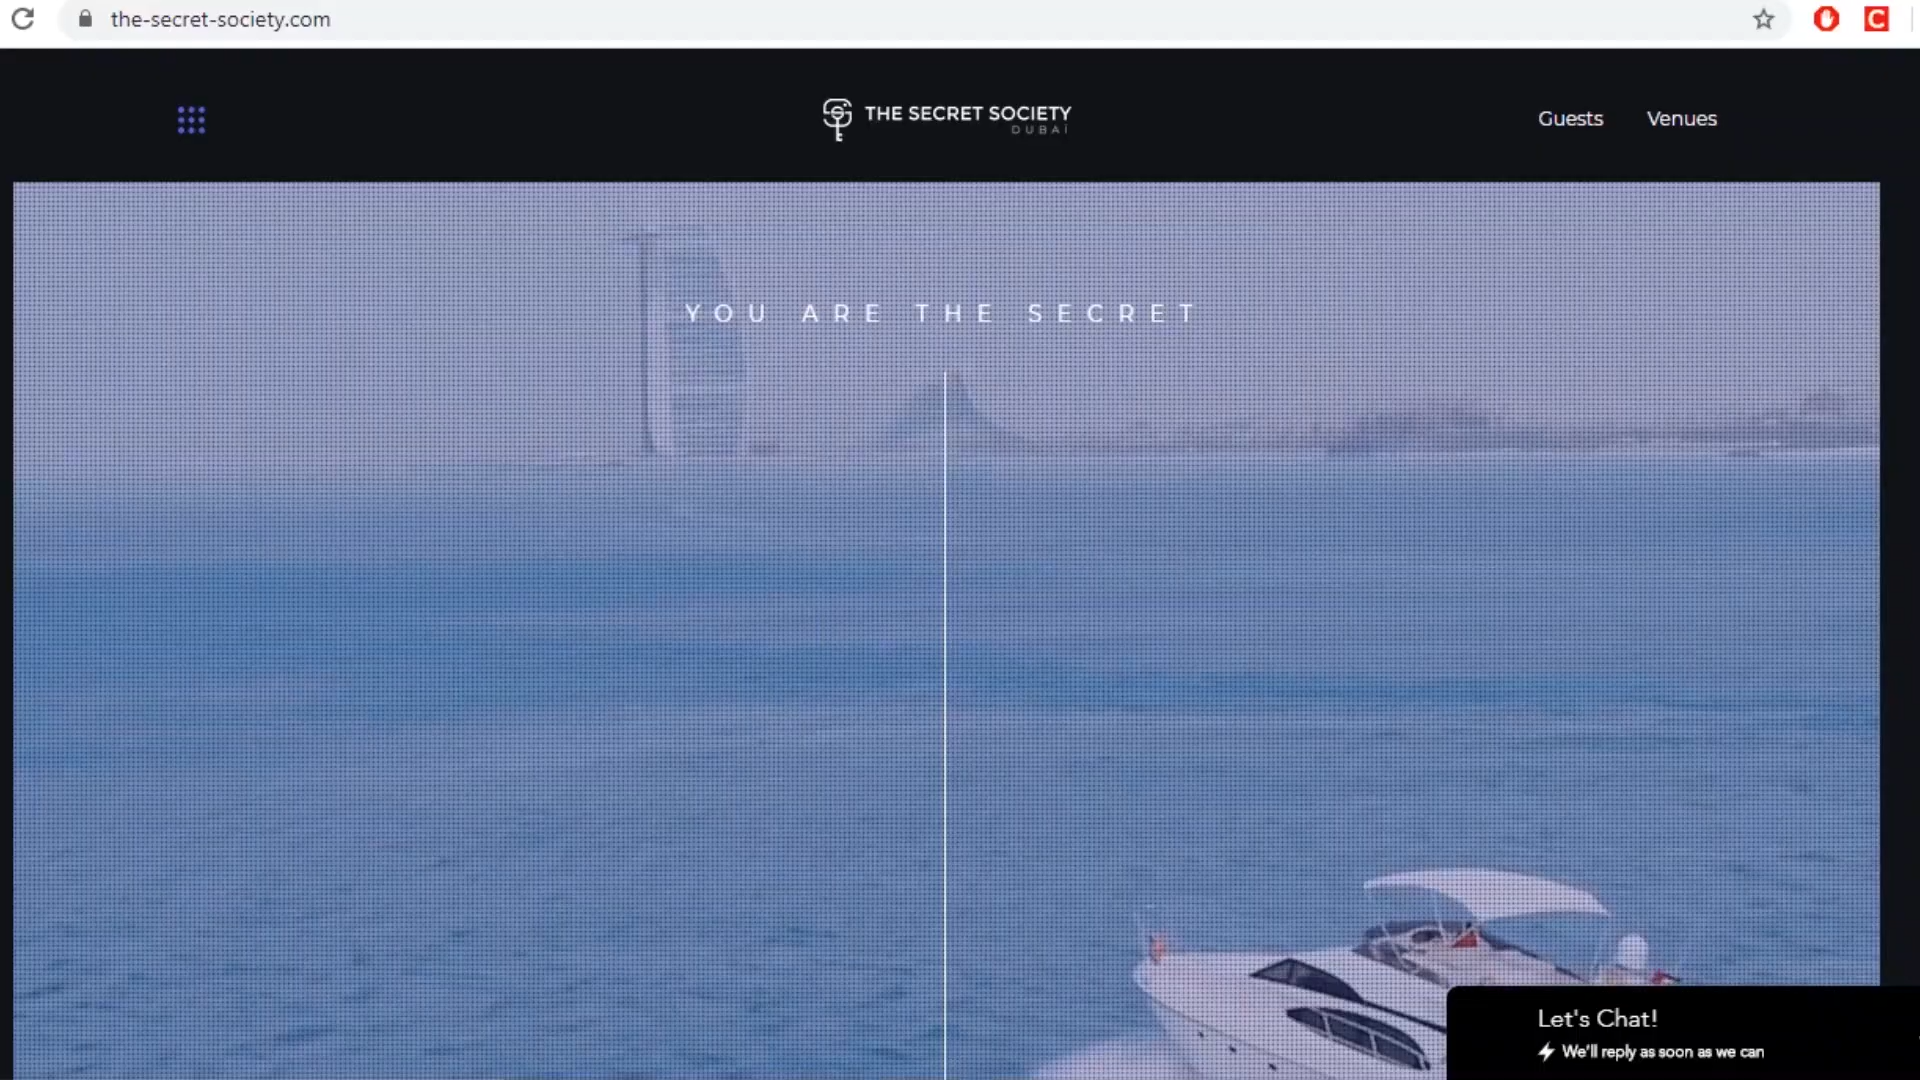 the-secret-society.com
THE SECRET SOCIETY
DUBAI
Guests
Venues
YOU ARE THE SECRET
Let's Chat!
We'll reply as soon as we can